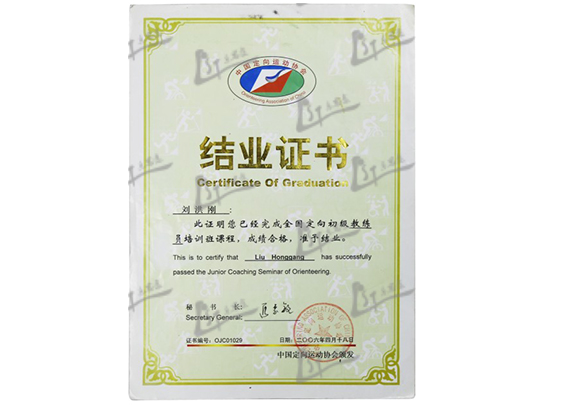 中国定向运动协会
Orienteering Association of China
结业证书
Certificate Of Graduation
刘洪刚：
此证明您已经完成全国定向初级教练
员培训班课程，成绩合格，准予结业。
This is to certify that Liu Honggang has successfully
passed the Junior Coaching Seminar of Orienteering.
秘书长:
Secretary General:
证书编号：OJC01029 日期：二〇〇六年四月十八日
中国定向运动协会颁发